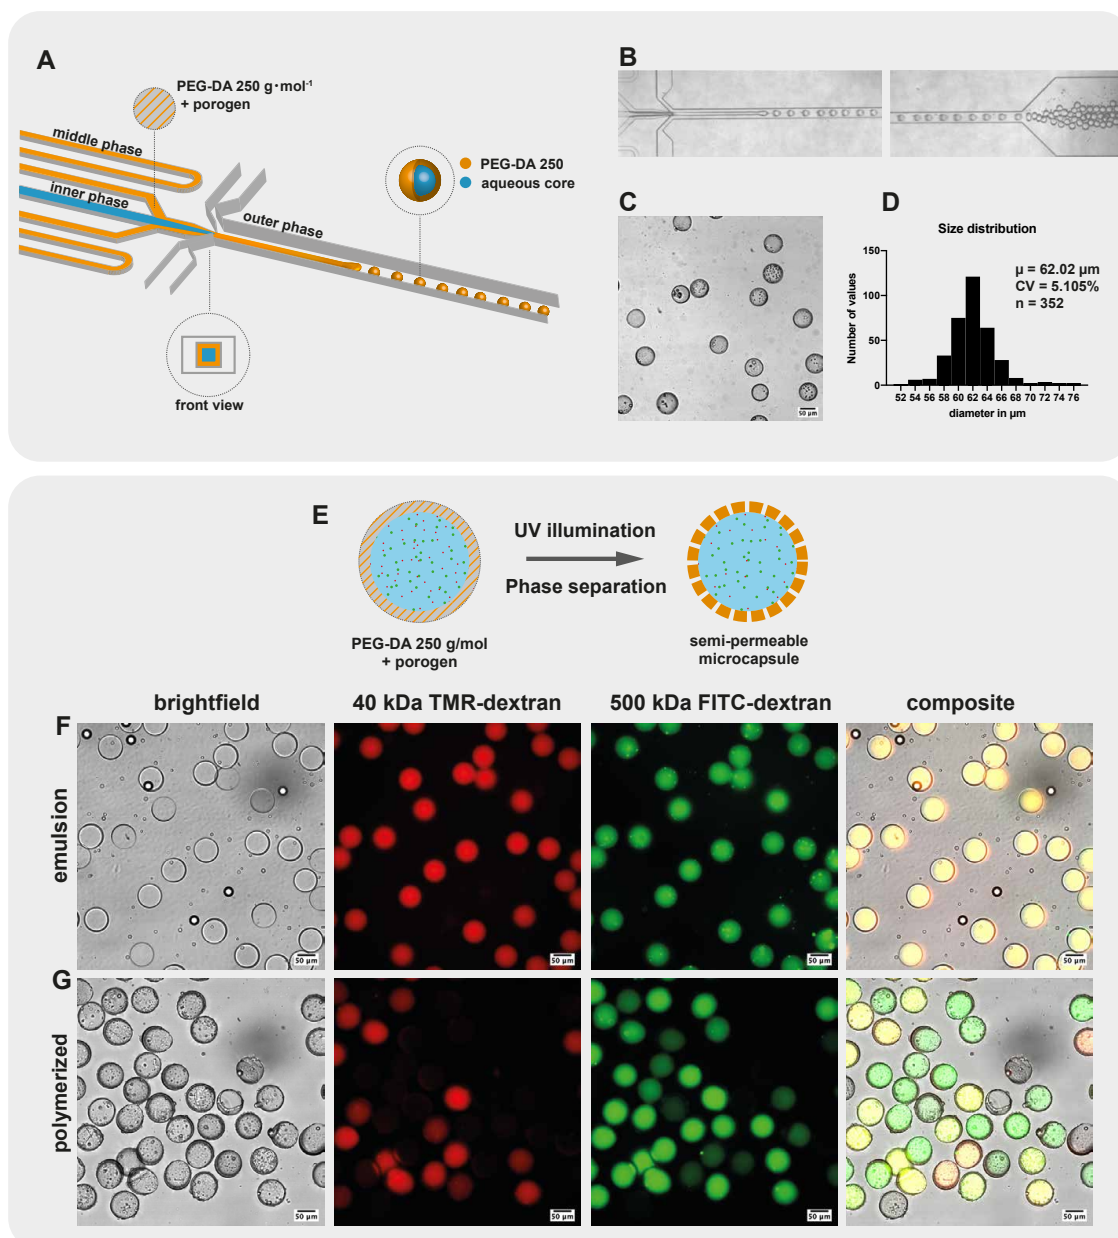 A
PEG-DA 250 g·mol⁻¹
+ porogen
middle phase
inner phase
outer phase
PEG-DA 250
aqueous core
front view
B
C
50 µm
D
Size distribution
µ = 62.02 µm
CV = 5.105%
n = 352
Number of values
150
100
50
0
52 54 56 58 60 62 64 66 68 70 72 74 76
diameter in µm
E
UV illumination
Phase separation
PEG-DA 250 g/mol
+ porogen
semi-permeable
microcapsule
brightfield
40 kDa TMR-dextran
500 kDa FITC-dextran
composite
F
emulsion
50 µm
50 µm
50 µm
50 µm
G
polymerized
50 µm
50 µm
50 µm
50 µm